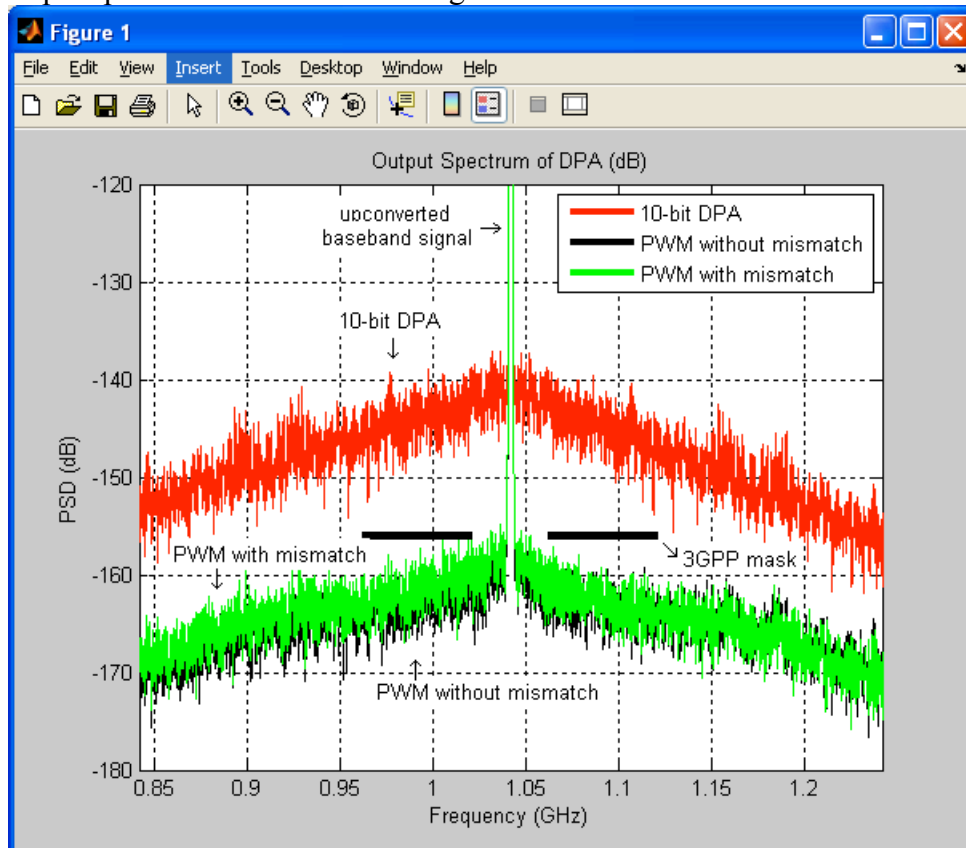 Figure 1
File Edit View Insert Tools Desktop Window Help
Output Spectrum of DPA (dB)
-120
-130
-140
-150
-160
-170
-180
PSD (dB)
upconverted
baseband signal
10-bit DPA
PWM without mismatch
PWM with mismatch
10-bit DPA
PWM with mismatch
3GPP mask
PWM without mismatch
0.85 0.9 0.95 1 1.05 1.1 1.15 1.2
Frequency (GHz)